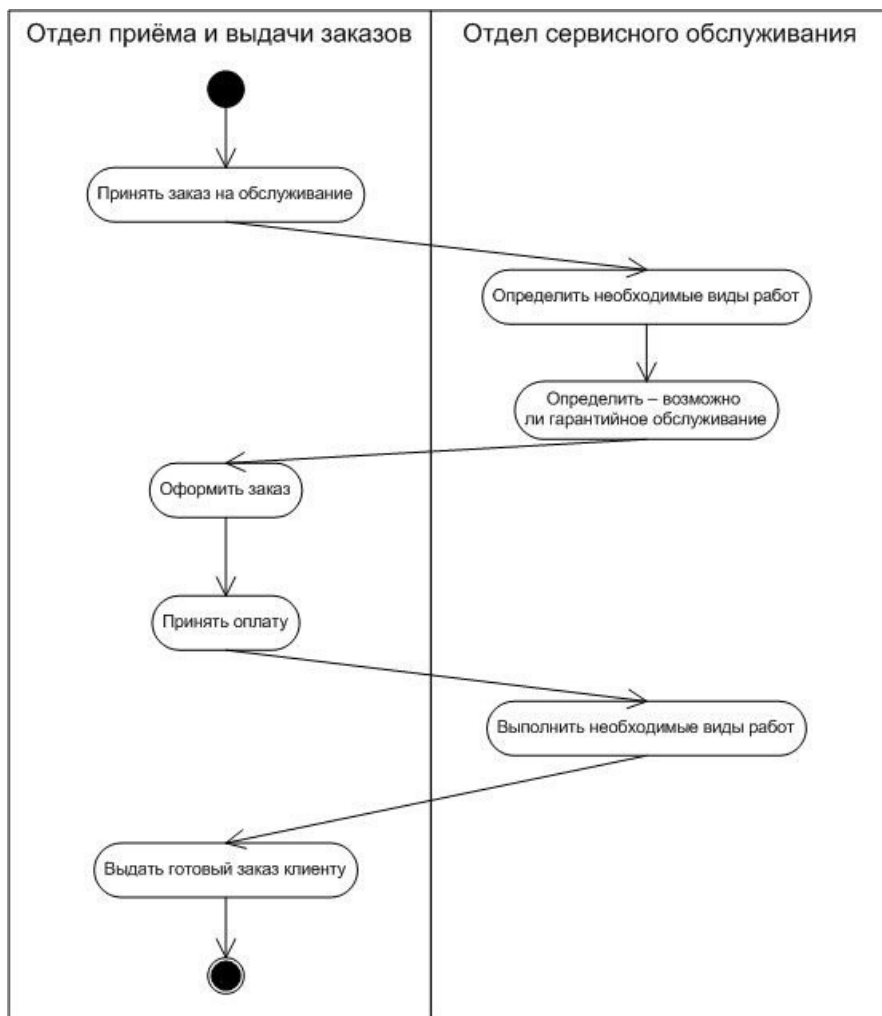 Отдел приёма и выдачи заказов
Отдел сервисного обслуживания
Принять заказ на обслуживание
Определить необходимые виды работ
Определить – возможно
ли гарантийное обслуживание
Оформить заказ
Принять оплату
Выполнить необходимые виды работ
Выдать готовый заказ клиенту